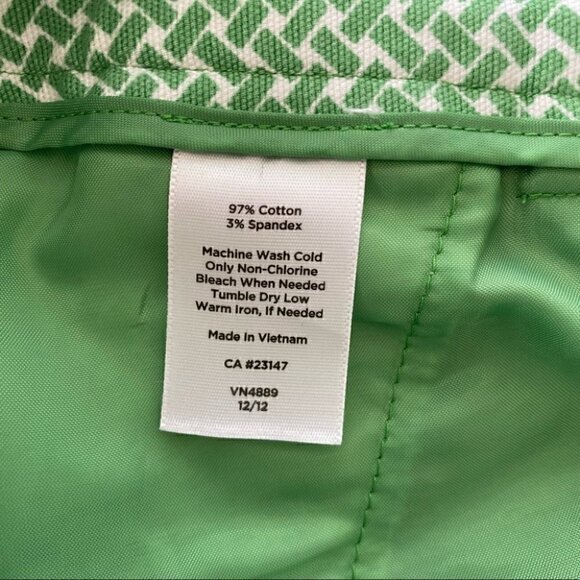 97% Cotton
3% Spandex
Machine Wash Cold
Only Non-Chlorine
Bleach When Needed
Tumble Dry Low
Warm Iron, If Needed
Made In Vietnam
CA #23147
VN4889
12/12